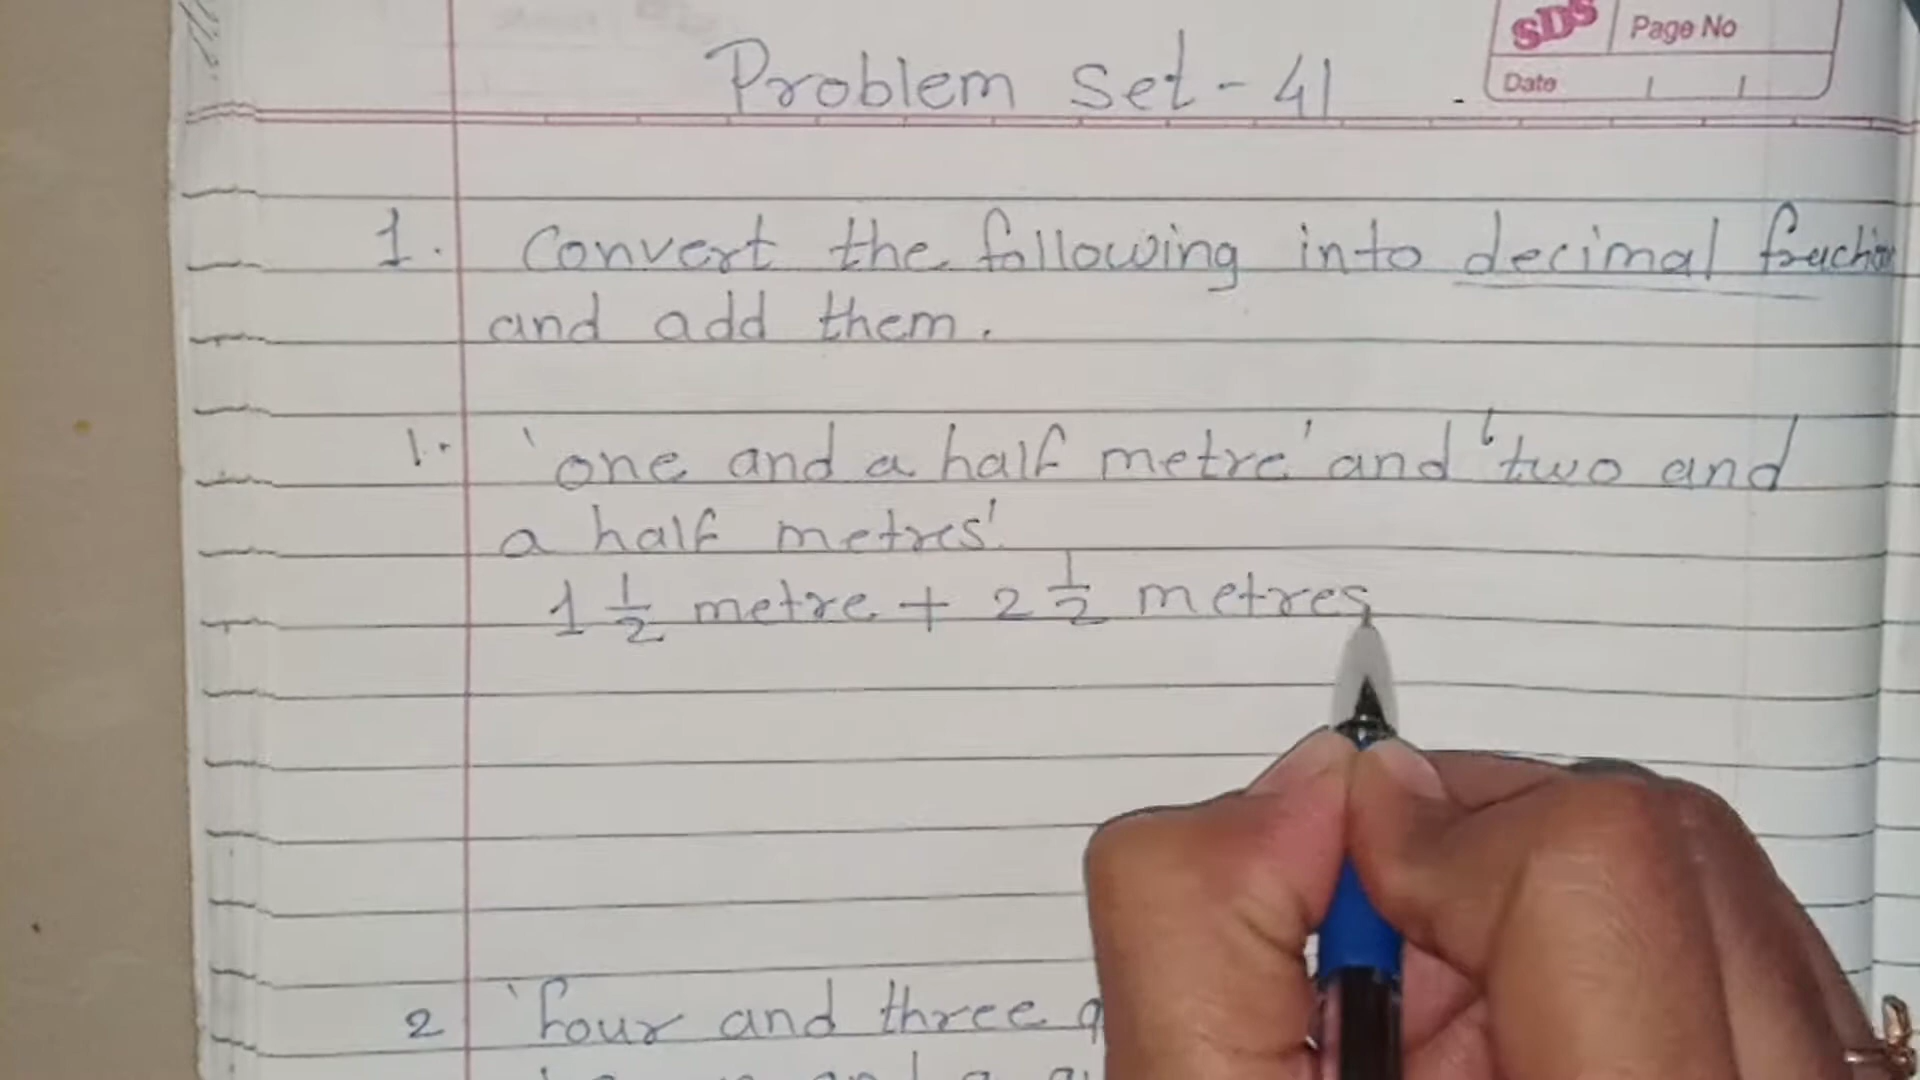 SDS Page No
Date
Problem Set - 41
1. Convert the following into decimal fraction
and add them.
1. 'one and a half metre' and 'two and
a half metres'.
1 1/2 metre + 2 1/2 metres
2 'four and three